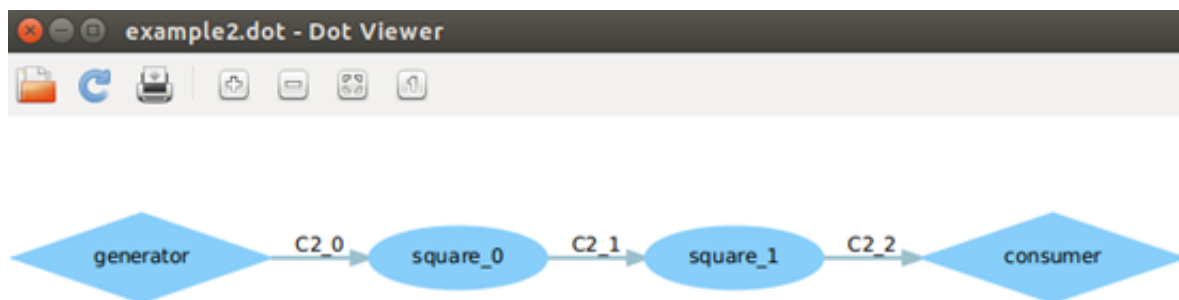 example2.dot - Dot Viewer
generator C2_0 square_0 C2_1 square_1 C2_2 consumer